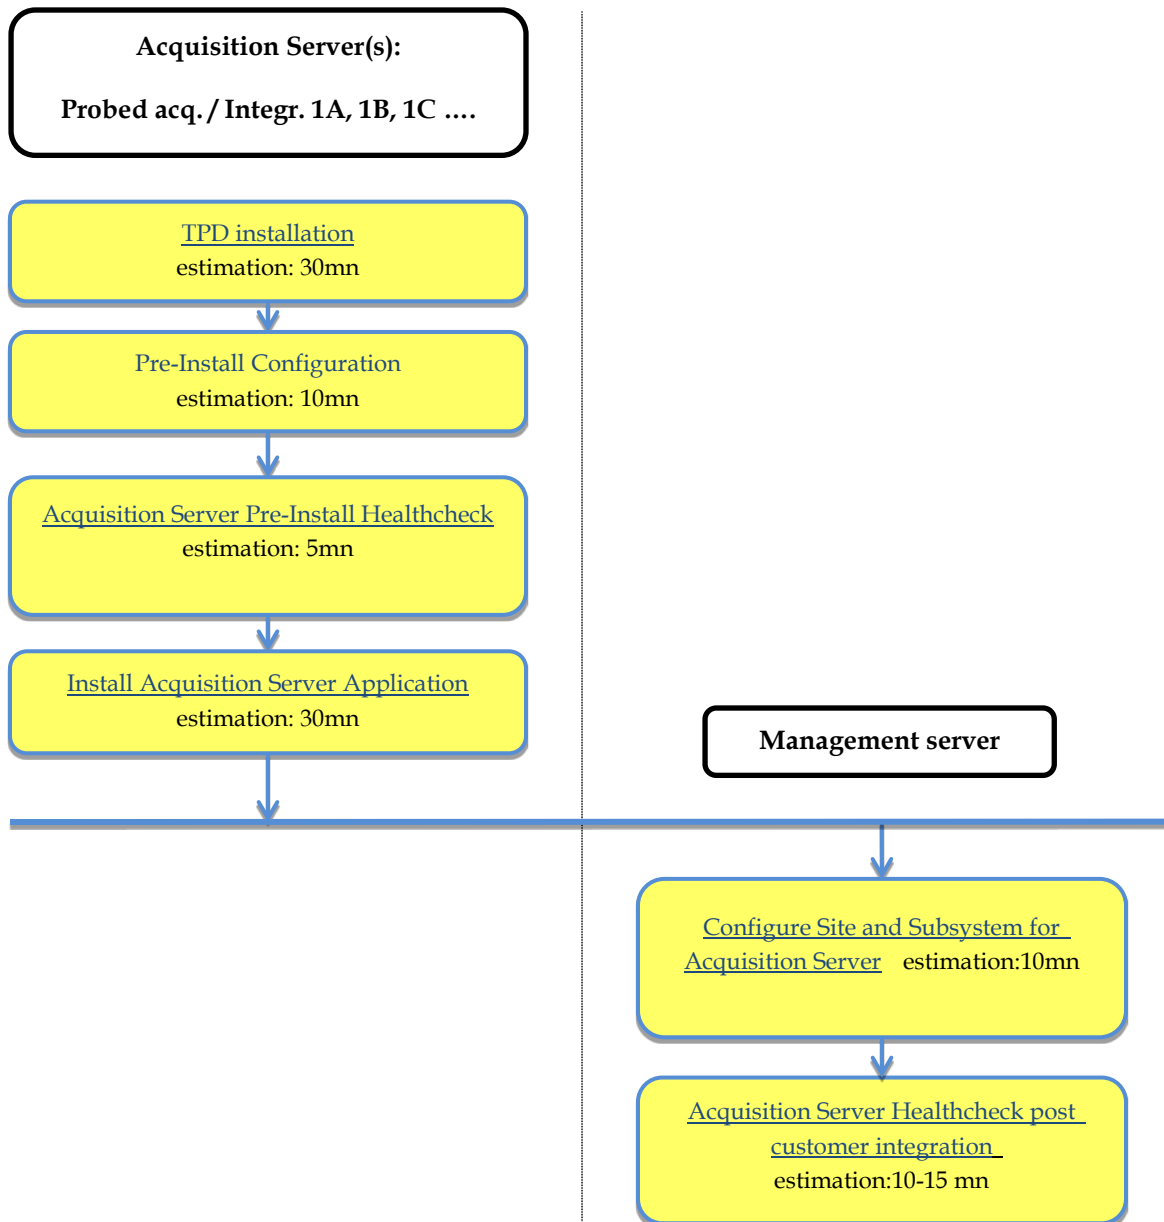 Acquisition Server(s):
Probed acq. / Integr. 1A, 1B, 1C ….
TPD installation
estimation: 30mn
Pre-Install Configuration
estimation: 10mn
Acquisition Server Pre-Install Healthcheck
estimation: 5mn
Install Acquisition Server Application
estimation: 30mn
Management server
Configure Site and Subsystem for
Acquisition Server estimation:10mn
Acquisition Server Healthcheck post
customer integration
estimation:10-15 mn